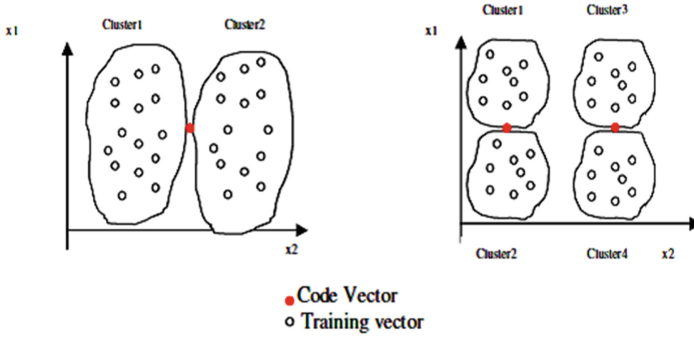 Cluster1 Cluster2
x1
x2
Cluster1 Cluster3
x1
Cluster2 Cluster4 x2
Code Vector
Training vector